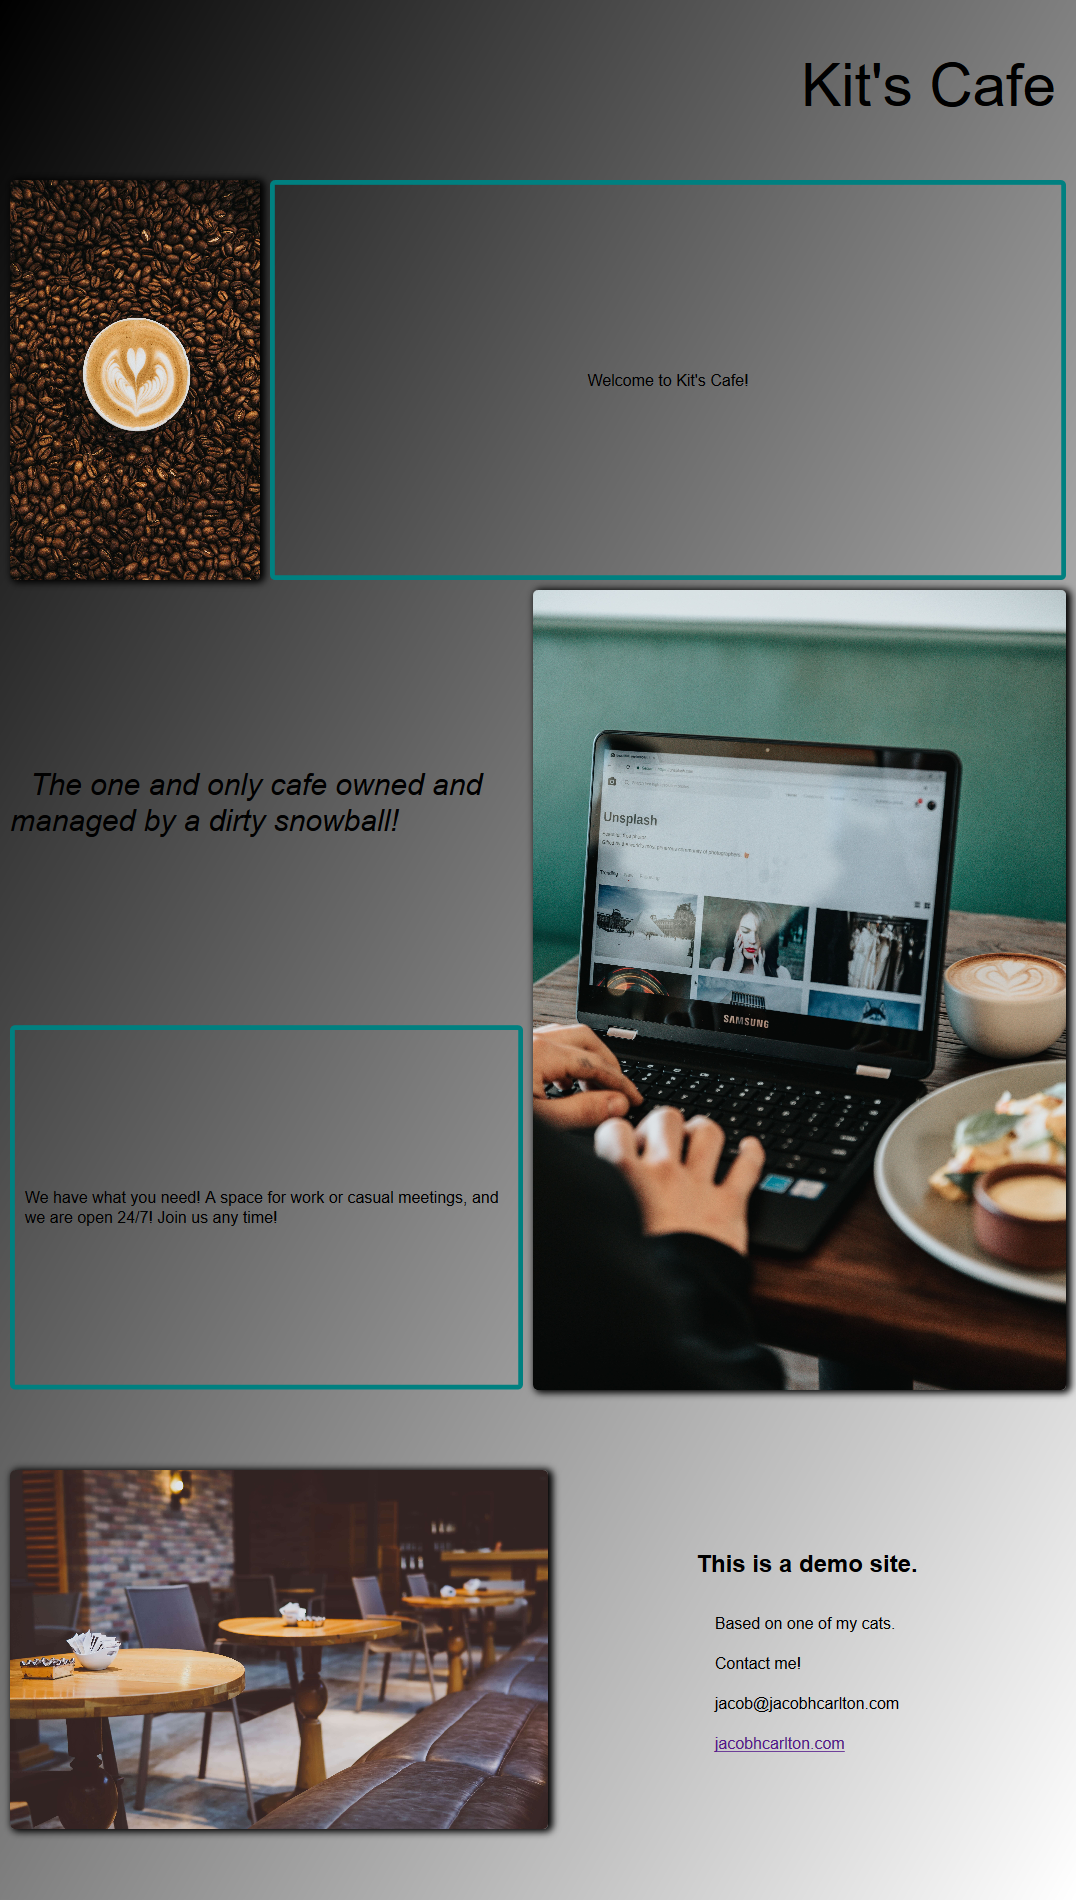 Kit's Cafe
Welcome to Kit's Cafe!
The one and only cafe owned and
managed by a dirty snowball!
Unsplash
Trending
SAMSUNG
We have what you need! A space for work or casual meetings, and
we are open 24/7! Join us any time!
This is a demo site.
Based on one of my cats.
Contact me!
jacob@jacobhcarlton.com
jacobhcarlton.com